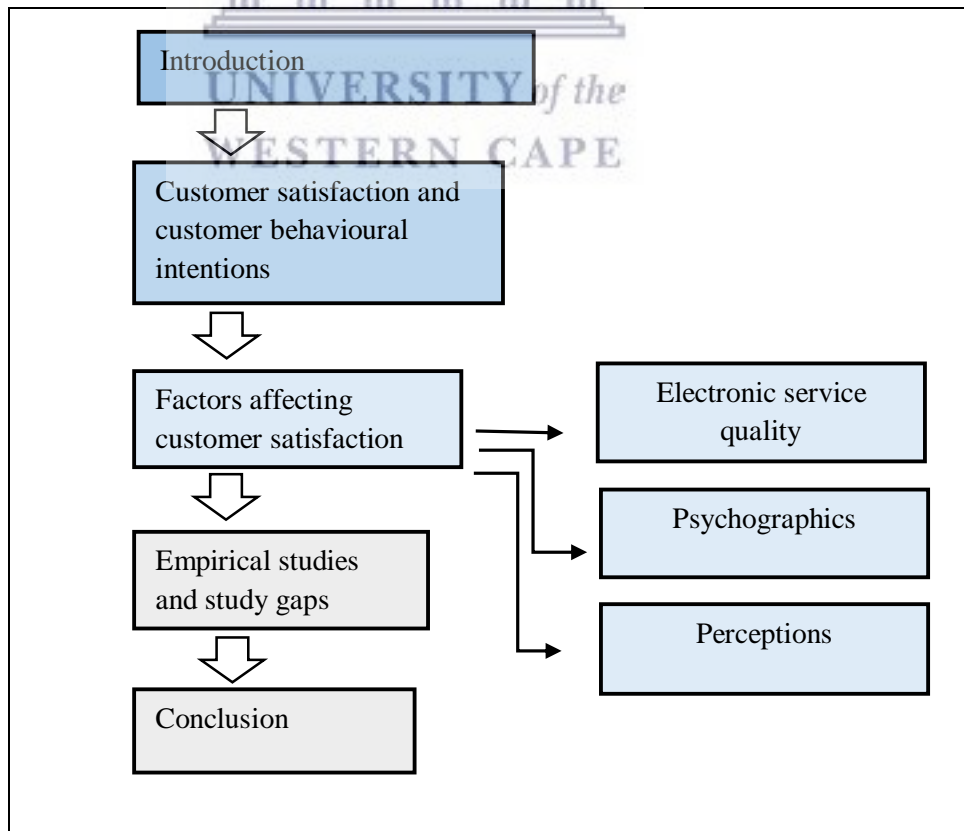 Introduction
UNIVERSITY of the
WESTERN CAPE
Customer satisfaction and
customer behavioural
intentions
Factors affecting
customer satisfaction
Electronic service
quality
Psychographics
Empirical studies
and study gaps
Perceptions
Conclusion